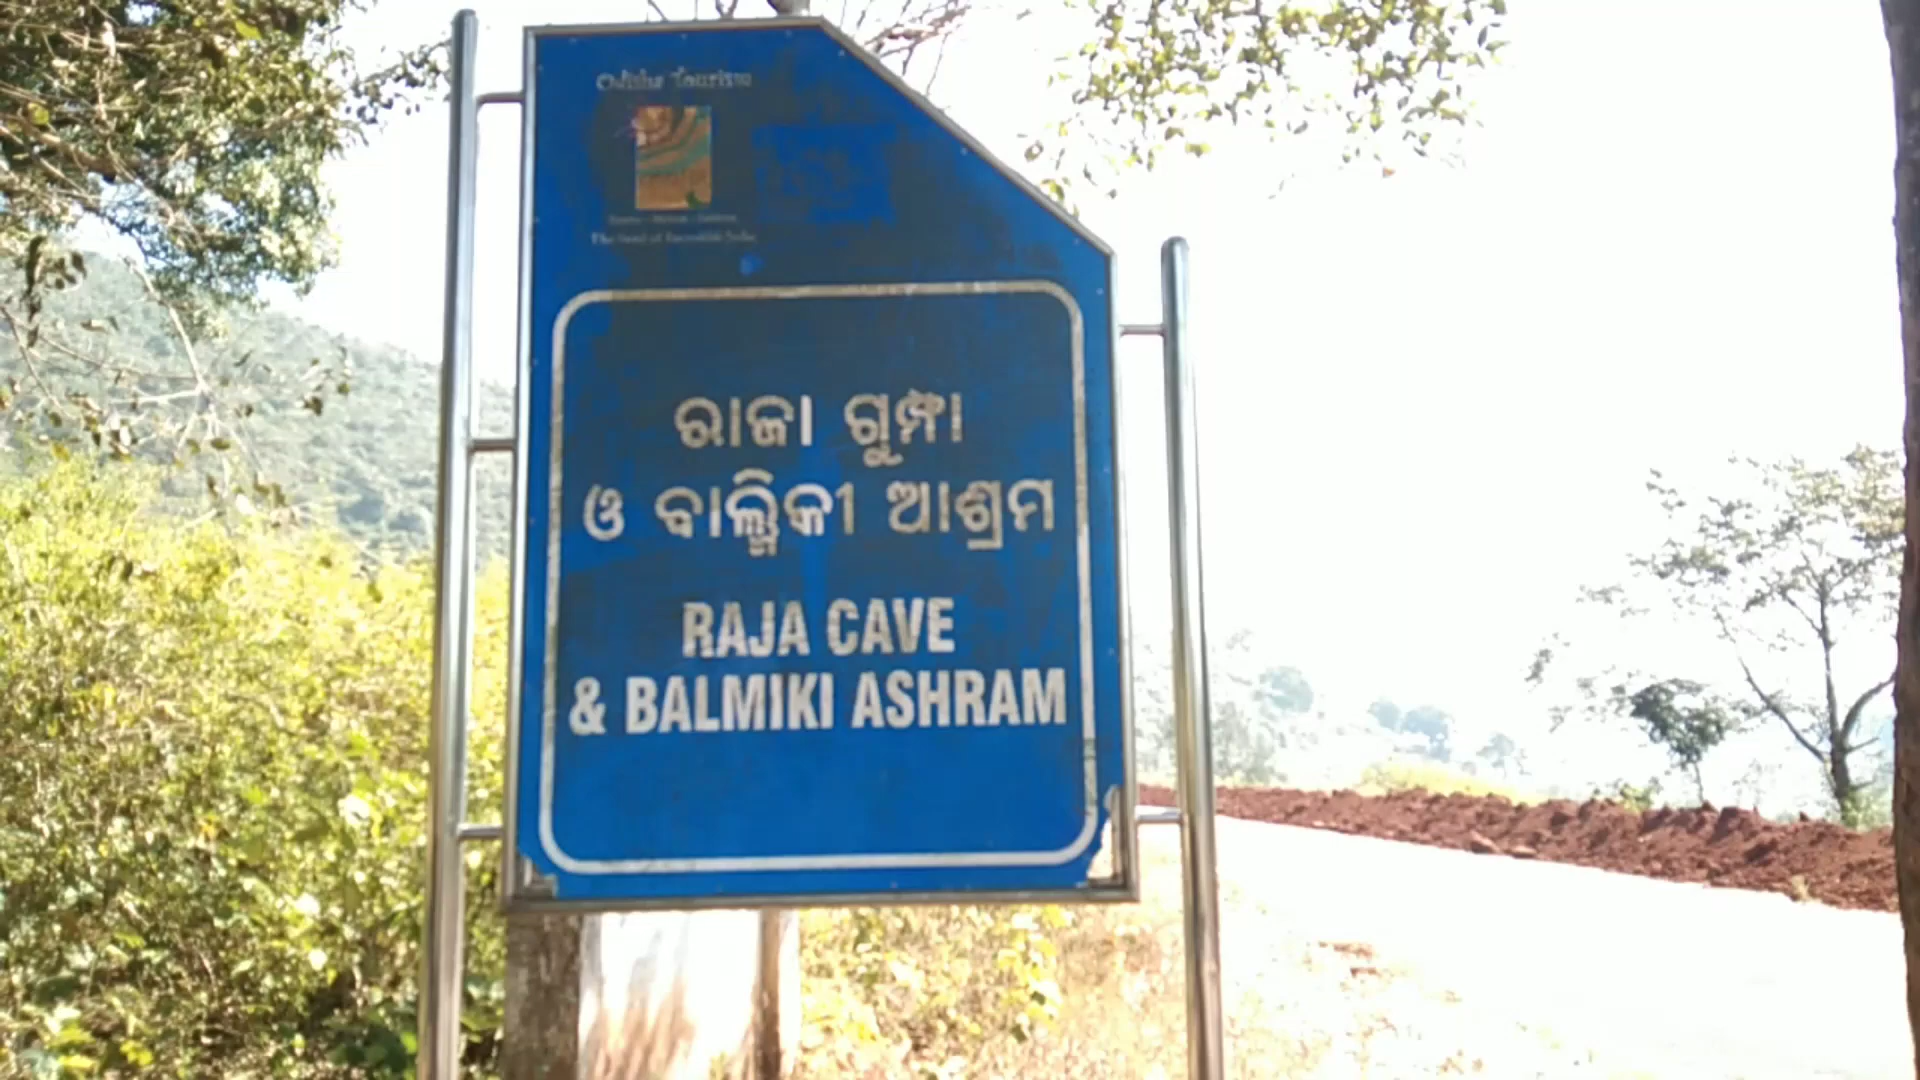 Odisha Tourism
ରାଜା ଗୁମ୍ଫା
ଓ ବାଲ୍ମିକୀ ଆଶ୍ରମ
RAJA CAVE
& BALMIKI ASHRAM